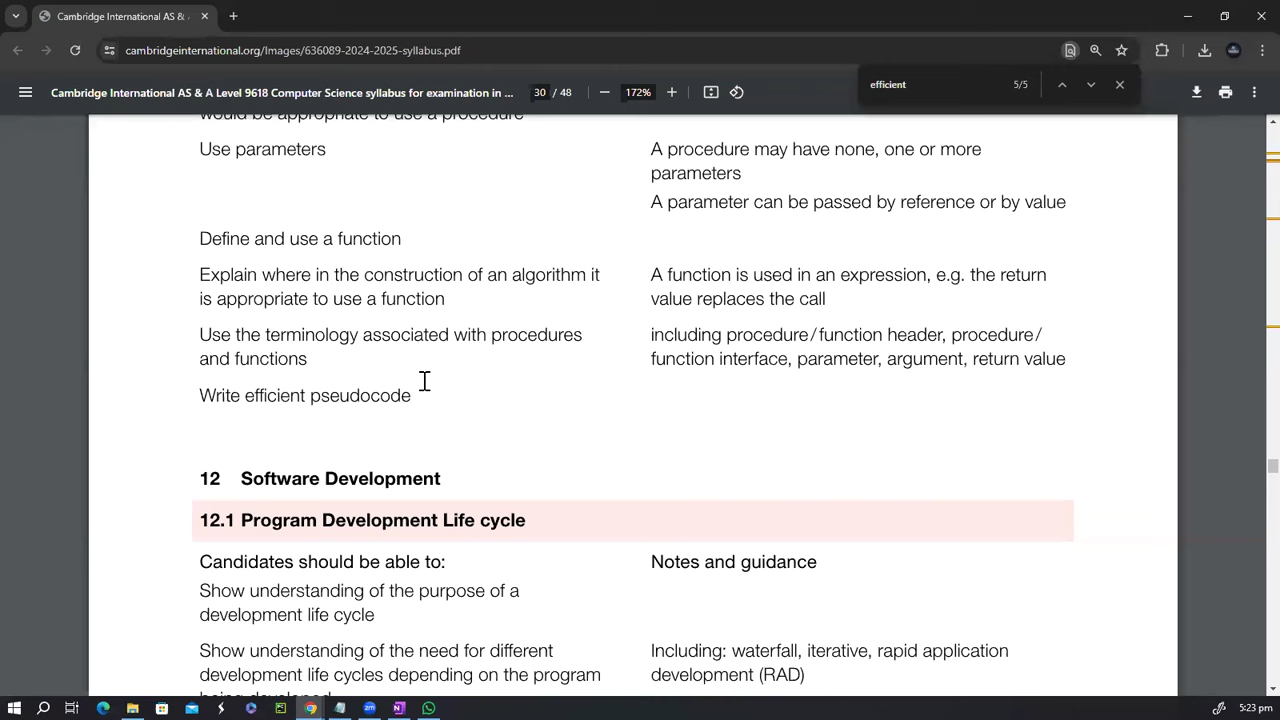 Cambridge International AS & A
cambridgeinternational.org/Images/636089-2024-2025-syllabus.pdf
Cambridge International AS & A Level 9618 Computer Science syllabus for examination in ...
30 / 48
172%
efficient
5/5
would be appropriate to use a procedure
Use parameters
A procedure may have none, one or more
parameters
A parameter can be passed by reference or by value
Define and use a function
Explain where in the construction of an algorithm it
is appropriate to use a function
A function is used in an expression, e.g. the return
value replaces the call
Use the terminology associated with procedures
and functions
including procedure/function header, procedure/
function interface, parameter, argument, return value
Write efficient pseudocode
12 Software Development
12.1 Program Development Life cycle
Candidates should be able to:
Notes and guidance
Show understanding of the purpose of a
development life cycle
Show understanding of the need for different
development life cycles depending on the program
being developed
Including: waterfall, iterative, rapid application
development (RAD)
5:23 pm